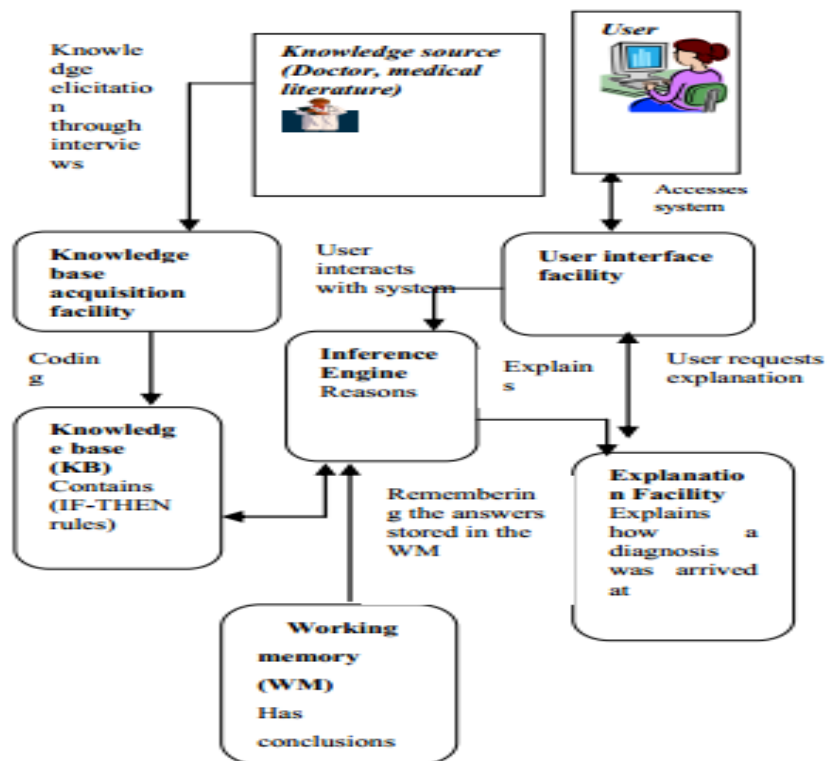 Knowle
dge
elicitatio
n
through
intervie
ws
Knowledge source
(Doctor, medical
literature)
User
Accesses
system
Knowledge
base
acquisition
facility
User
interacts
with system
User interface
facility
Codin
g
Inference
Engine
Reasons
Explain
s
User requests
explanation
Knowledg
e base
(KB)
Contains
(IF-THEN
rules)
Rememberin
g the answers
stored in the
WM
Explanatio
n Facility
Explains
how a
diagnosis
was arrived
at
Working
memory
(WM)
Has
conclusions